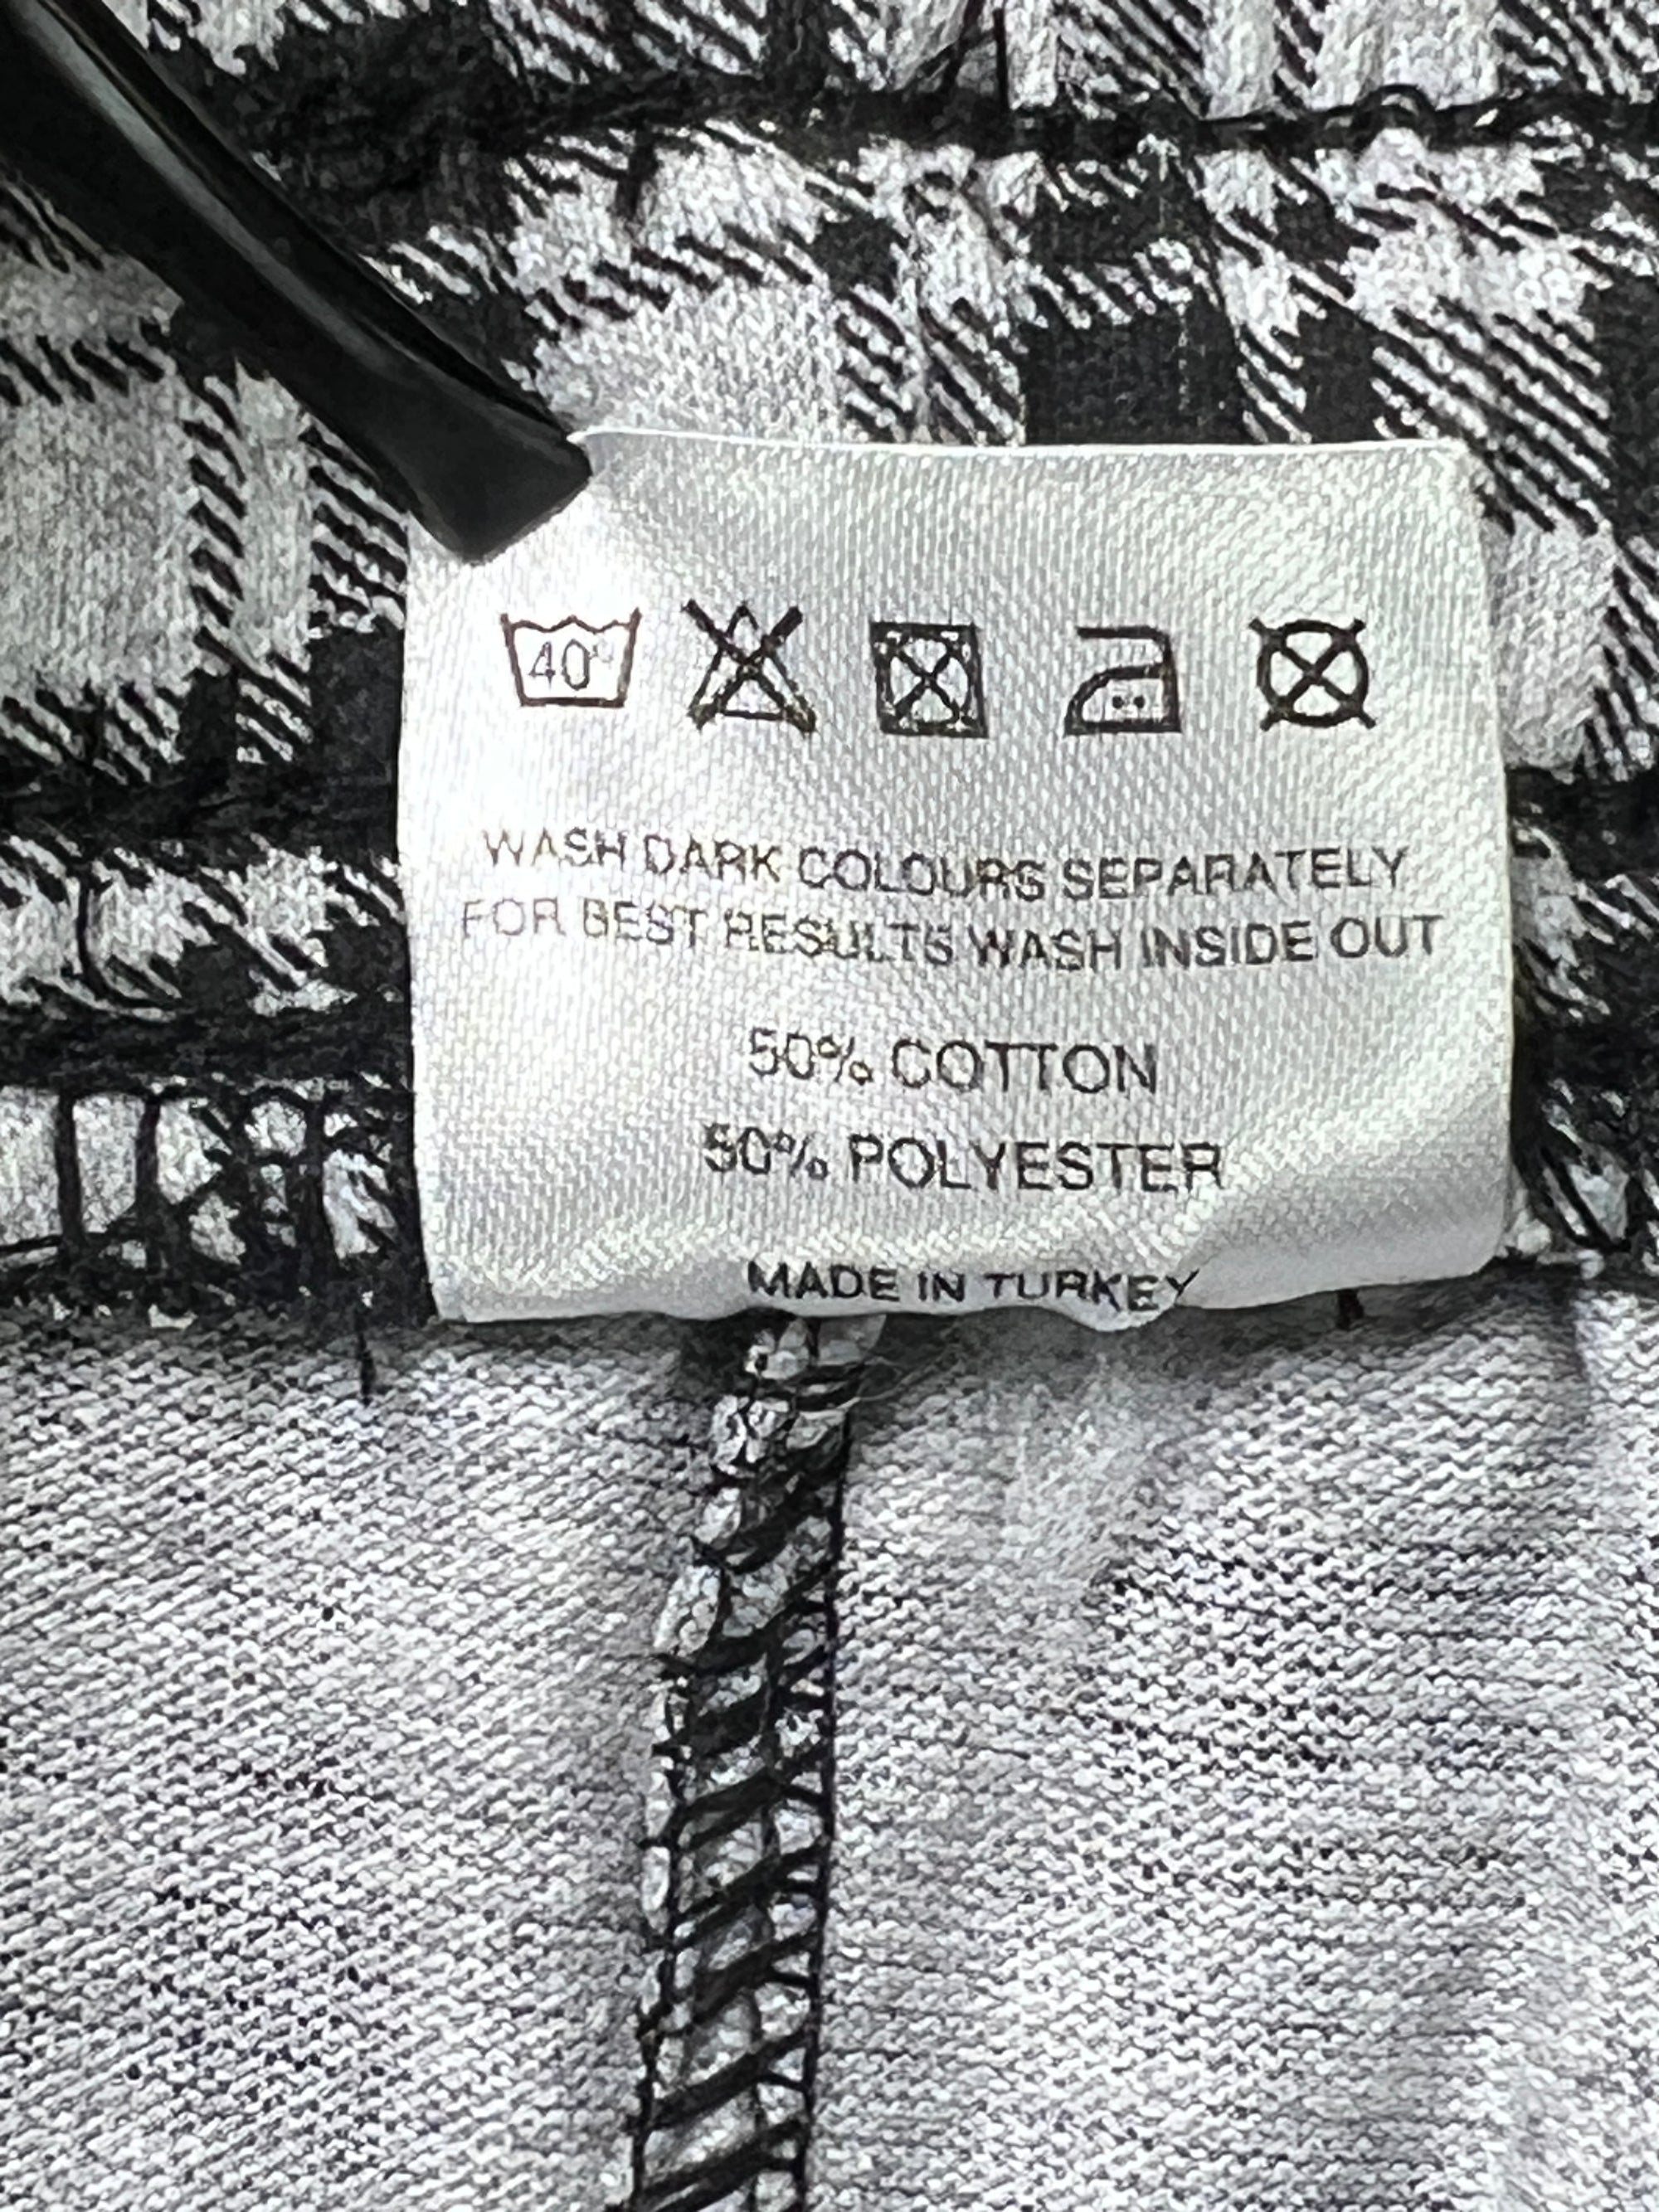 40°
WASH DARK COLOURS SEPARATELY
FOR BEST RESULTS WASH INSIDE OUT
50% COTTON
50% POLYESTER
MADE IN TURKEY